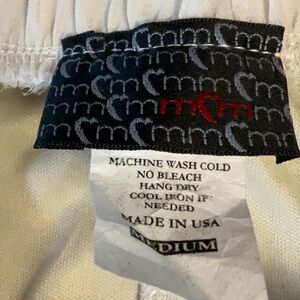 m m
MACHINE WASH COLD
NO BLEACH
HANG DRY
COOL IRON IF
NEEDED
MADE IN USA
MEDIUM